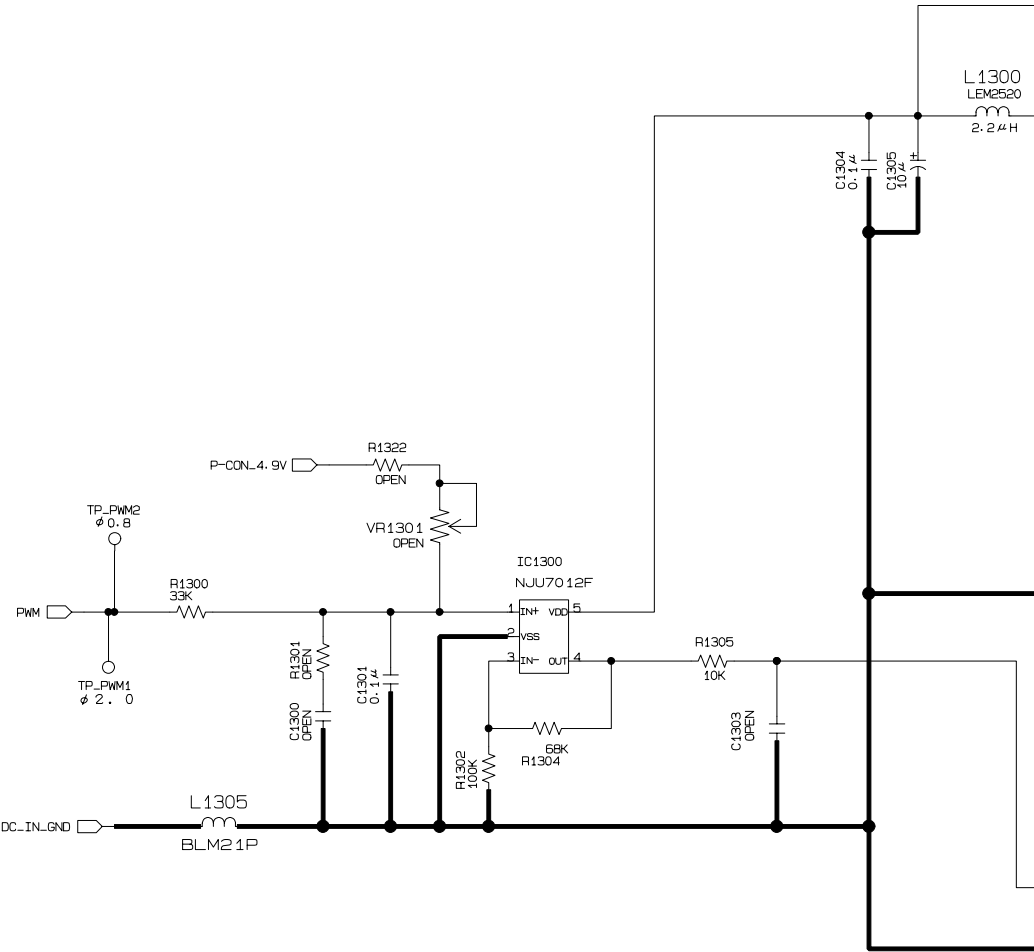 L1300
LEM2520
2.2μH
C1304
0.1μ
C1305
10μ
+
R1322
P-CON_4.9V
OPEN
TP_PWM2
φ0.8
VR1301
OPEN
IC1300
NJU7012F
R1300
33K
PWM
1 IN+ VDD 5
2 VSS
3 IN- OUT 4
R1305
10K
R1301
OPEN
C1301
0.1μ
TP_PWM1
φ2. 0
C1300
OPEN
C1303
OPEN
68K
R1304
R1302
100K
L1305
DC_IN_GND
BLM21P